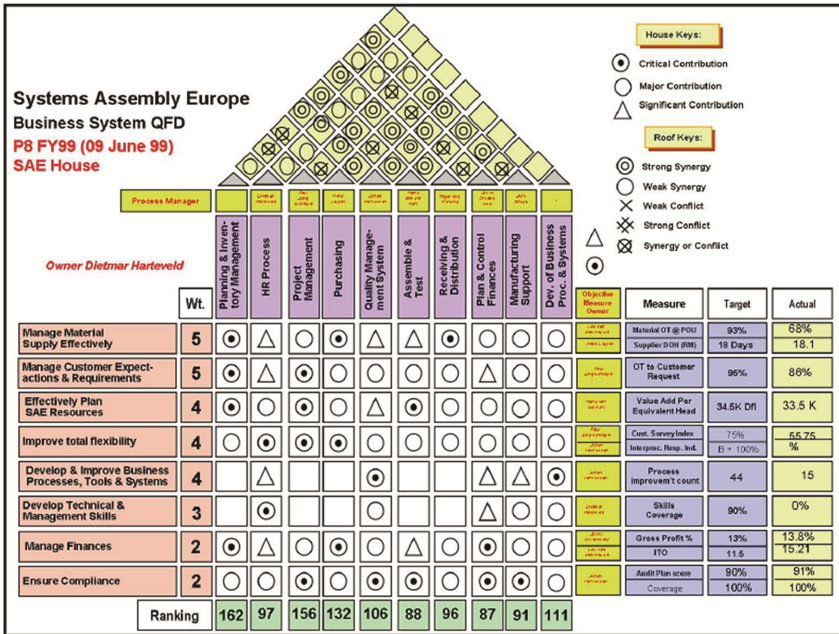 Systems Assembly Europe
Business System QFD
P8 FY99 (09 June 99)
SAE House
House Keys:
Critical Contribution
Major Contribution
Significant Contribution
Roof Keys:
Strong Synergy
Weak Synergy
Weak Conflict
Strong Conflict
Synergy or Conflict
Process Manager
Owner Dietmar Harteveld
Planning & Inven-
tory Management
HR Process
Project
Management
Purchasing
Quality Manage-
ment System
Assemble &
Test
Receiving &
Distribution
Plan & Control
Finances
Manufacturing
Support
Dev. of Business
Proc. & Systems
Wt.
Objective
Measure
Owner
Measure
Target
Actual
Manage Material
Supply Effectively
5
Material OT @ POU
93%
68%
Supplier DOH (RM)
18 Days
18.1
Manage Customer Expect-
actions & Requirements
5
OT to Customer
Request
95%
86%
Effectively Plan
SAE Resources
4
Value Add Per
Equivalent Head
34.5K Dfl
33.5 K
Improve total flexibility
4
Cust. Survey Index
75%
55.75
Interproc. Resp. Ind.
B + 100%
%
Develop & Improve Business
Processes, Tools & Systems
4
Process
improvem't count
44
15
Develop Technical &
Management Skills
3
Skills
Coverage
90%
0%
Manage Finances
2
Gross Profit %
13%
13.8%
ITO
11.5
15.21
Ensure Compliance
2
Audit Plan score
90%
91%
Coverage
100%
100%
Ranking
162
97
156
132
106
88
96
87
91
111